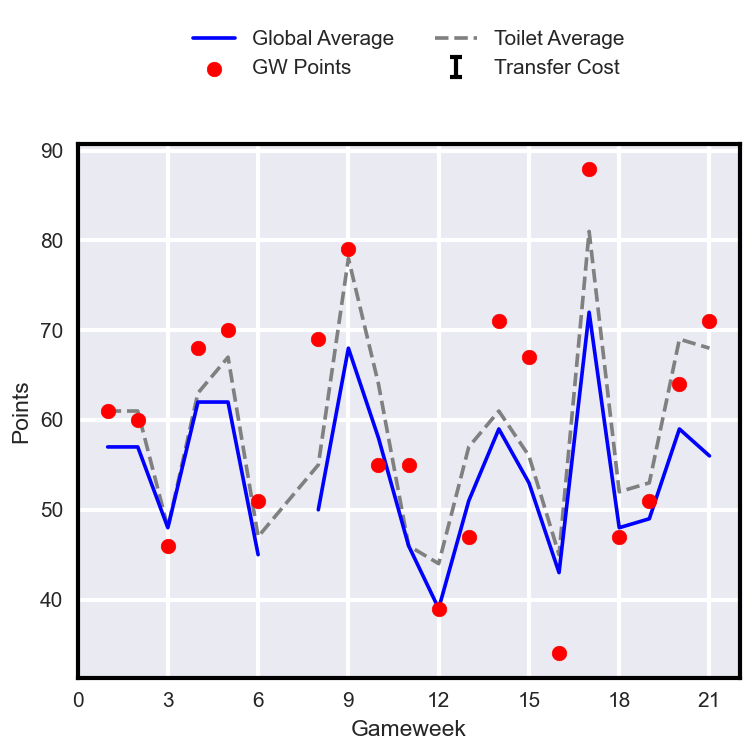 Global Average
Toilet Average
GW Points
Transfer Cost
90
80
70
60
50
40
Points
0 3 6 9 12 15 18 21
Gameweek